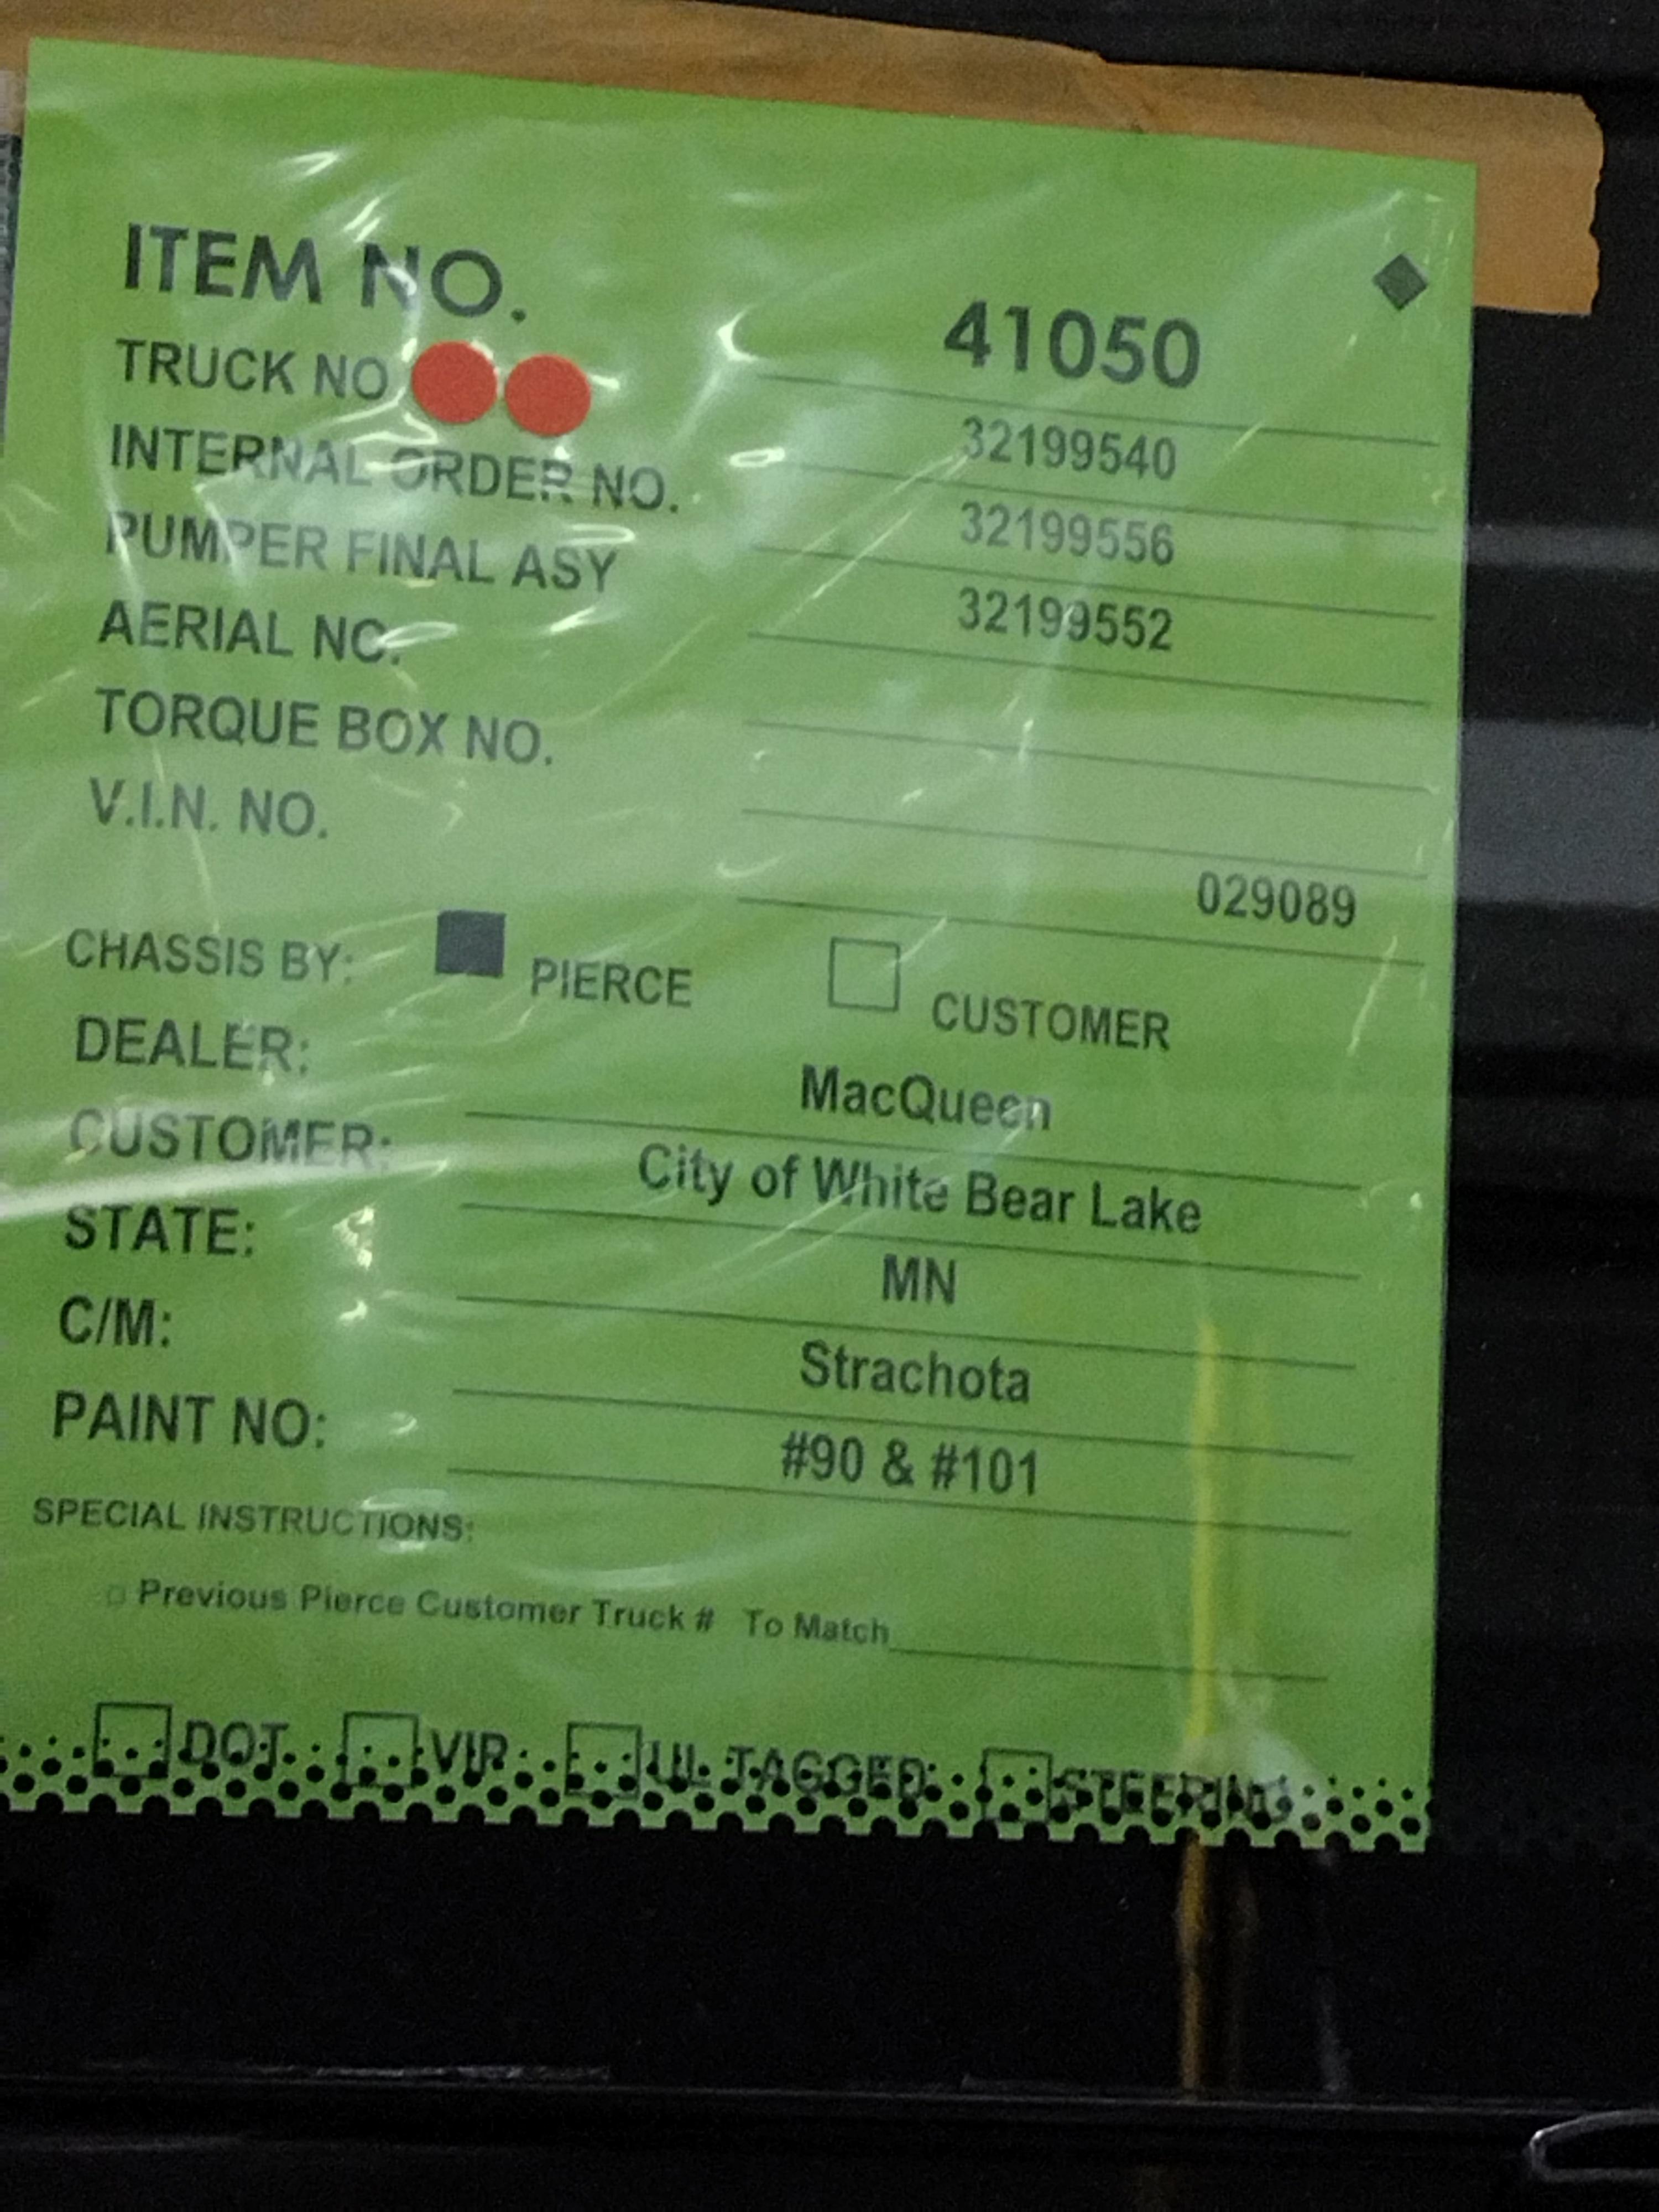 ITEM NO. 41050
TRUCK NO 32199540
INTERNAL ORDER NO. 32199556
PUMPER FINAL ASY 32199552
AERIAL NO.
TORQUE BOX NO.
V.I.N. NO. 029089
CHASSIS BY: PIERCE CUSTOMER
DEALER: MacQueen
CUSTOMER: City of White Bear Lake
STATE: MN
C/M: Strachota
PAINT NO: #90 & #101
SPECIAL INSTRUCTIONS:
Previous Pierce Customer Truck # To Match
DOT VIP UL TAGGED STEERING